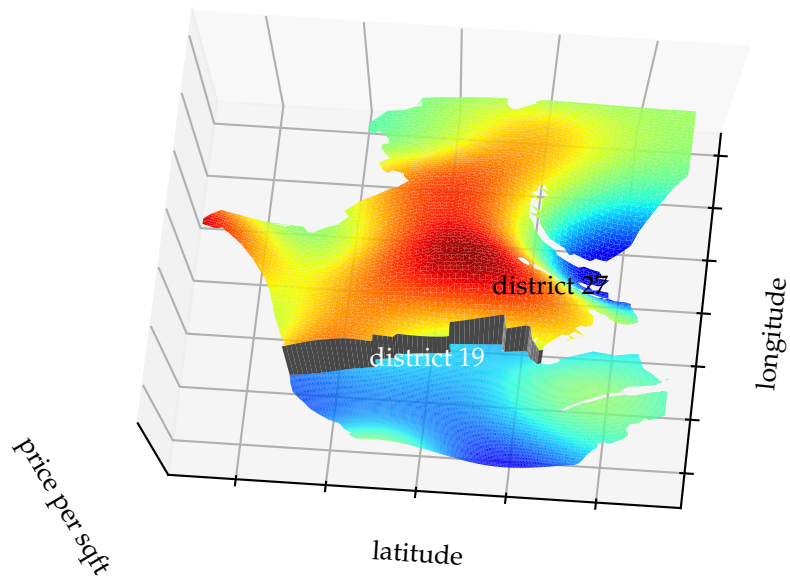 district 27
longitude
district 19
price per sqft
latitude